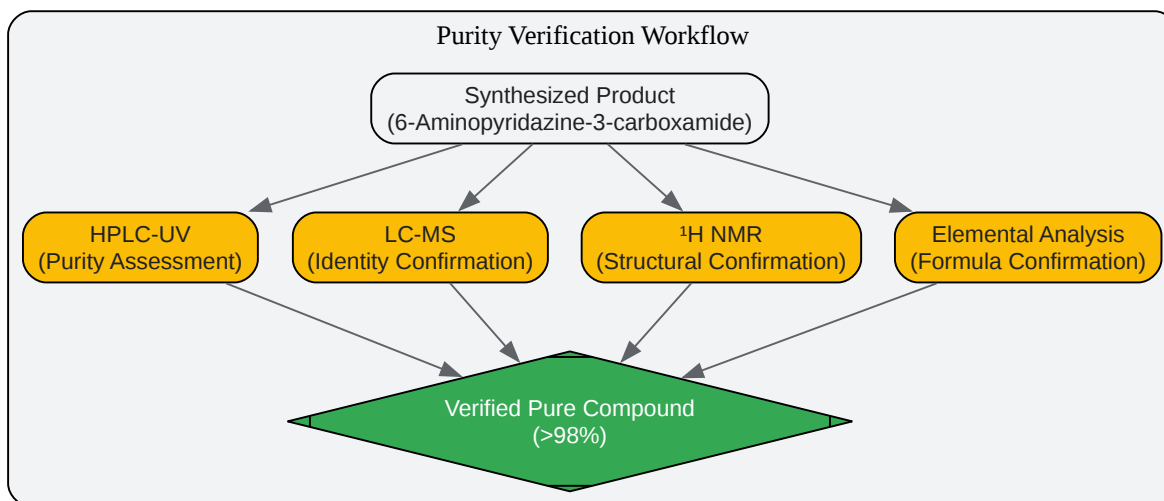 Purity Verification Workflow
Synthesized Product
(6-Aminopyridazine-3-carboxamide)
HPLC-UV
(Purity Assessment)
LC-MS
(Identity Confirmation)
¹H NMR
(Structural Confirmation)
Elemental Analysis
(Formula Confirmation)
Verified Pure Compound
(>98%)